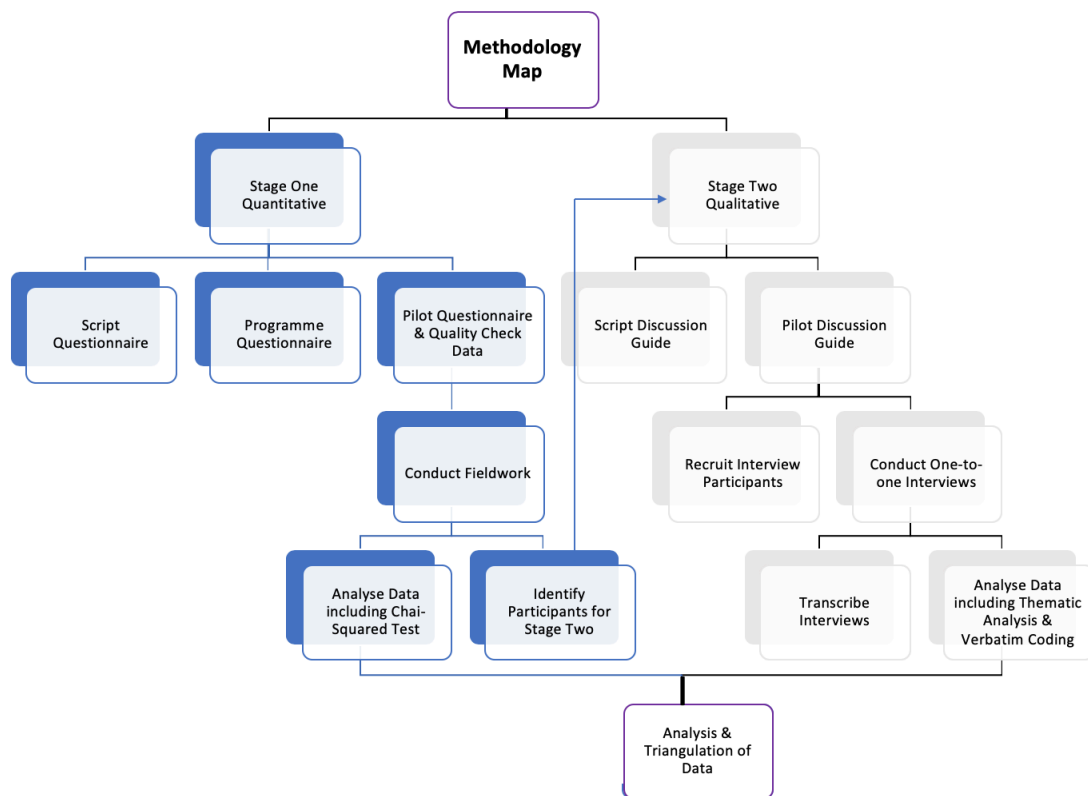 Methodology
Map
Stage One
Quantitative
Stage Two
Qualitative
Script
Questionnaire
Programme
Questionnaire
Pilot Questionnaire
& Quality Check
Data
Script Discussion
Guide
Pilot Discussion
Guide
Conduct Fieldwork
Recruit Interview
Participants
Conduct One-to-
one Interviews
Analyse Data
including Chai-
Squared Test
Identify
Participants for
Stage Two
Transcribe
Interviews
Analyse Data
including Thematic
Analysis &
Verbatim Coding
Analysis &
Triangulation of
Data